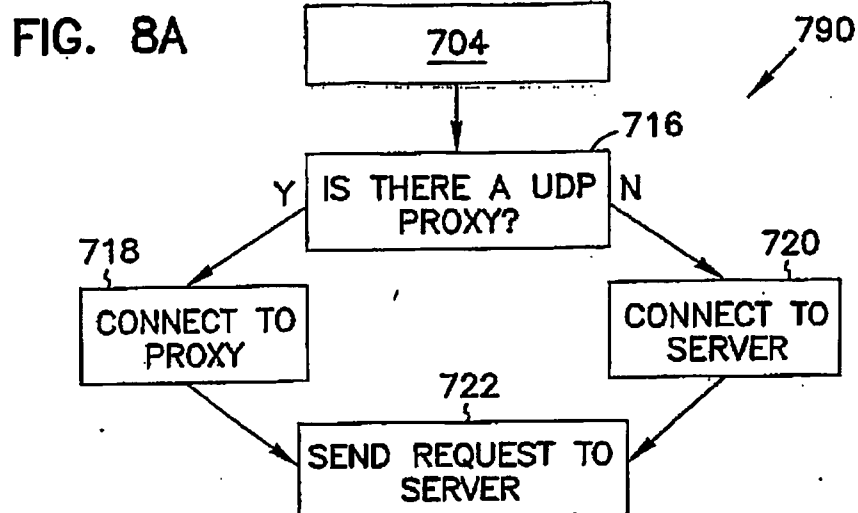 FIG. 8A
704
790
716
Y
IS THERE A UDP
PROXY?
N
718
CONNECT TO
PROXY
720
CONNECT TO
SERVER
722
SEND REQUEST TO
SERVER